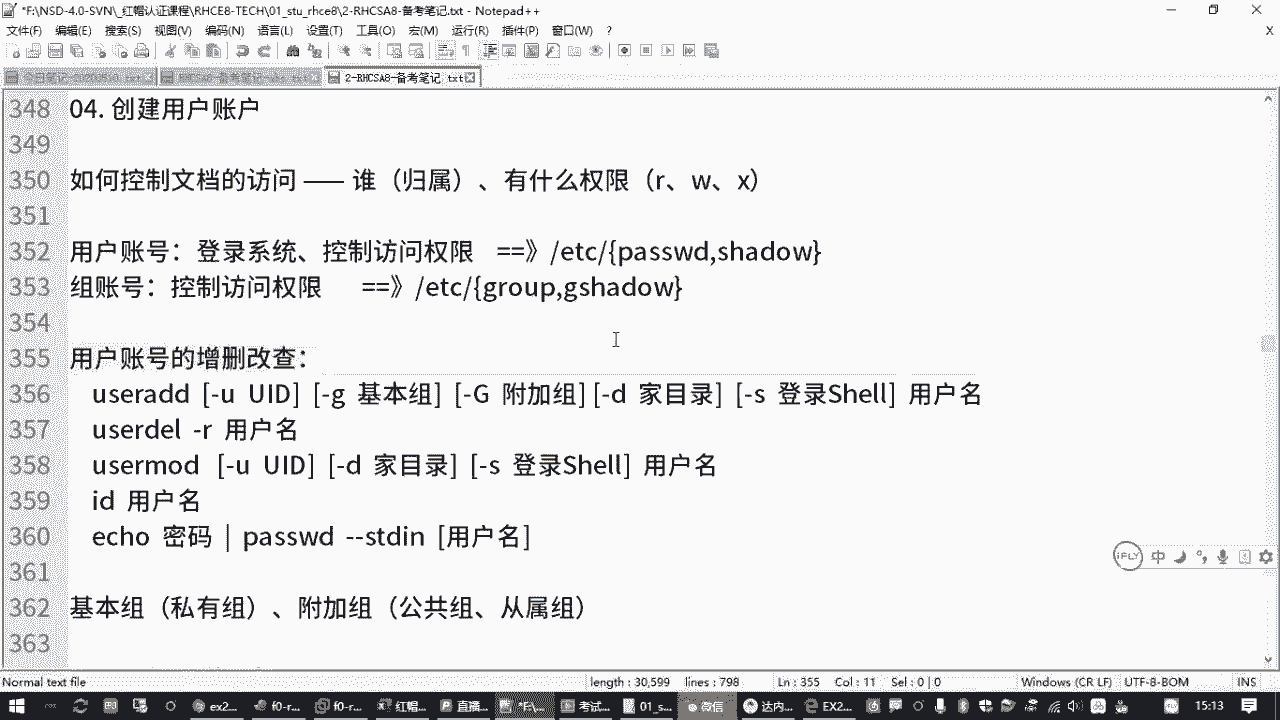 *F:\NSD-4.0-SVN\_红帽认证课程\RHCE8-TECH\01_stu_rhce8\2-RHCSA8-备考笔记.txt - Notepad++
文件(F) 编辑(E) 搜索(S) 视图(V) 编码(N) 语言(L) 设置(T) 工具(O) 宏(M) 运行(R) 插件(P) 窗口(W) ? X
2-RHCSA8-备考笔记.txt
348 04. 创建用户账户
349
350 如何控制文档的访问 —— 谁（归属）、有什么权限（r、w、x）
351
352 用户账号：登录系统、控制访问权限 ==》/etc/{passwd,shadow}
353 组账号：控制访问权限 ==》/etc/{group,gshadow}
354
355 用户账号的增删改查：
356 useradd [-u UID] [-g 基本组] [-G 附加组] [-d 家目录] [-s 登录Shell] 用户名
357 userdel -r 用户名
358 usermod [-u UID] [-d 家目录] [-s 登录Shell] 用户名
359 id 用户名
360 echo 密码 | passwd --stdin [用户名]
361
362 基本组（私有组）、附加组（公共组、从属组）
363
iFLY 中
Normal text file length : 30,599 lines : 798 Ln : 355 Col : 11 Sel : 0 | 0 Windows (CR LF) UTF-8-BOM INS
ex2... f0-r... f0-r... 红帽... 直播... *F:\... 考试... 01_s... 微信 达内... EX2... 15:13